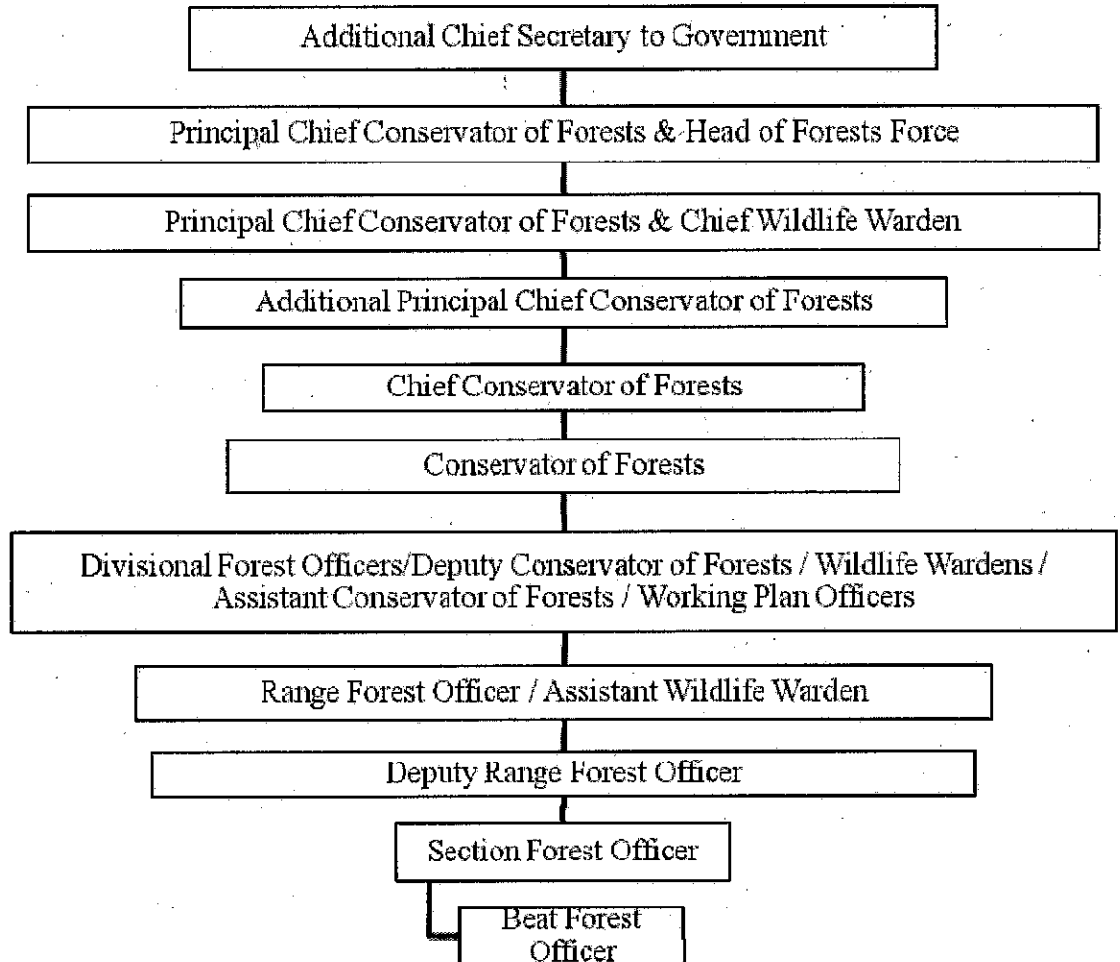 Additional Chief Secretary to Government
Principal Chief Conservator of Forests & Head of Forests Force
Principal Chief Conservator of Forests & Chief Wildlife Warden
Additional Principal Chief Conservator of Forests
Chief Conservator of Forests
Conservator of Forests
Divisional Forest Officers/Deputy Conservator of Forests / Wildlife Wardens /
Assistant Conservator of Forests / Working Plan Officers
Range Forest Officer / Assistant Wildlife Warden
Deputy Range Forest Officer
Section Forest Officer
Beat Forest
Officer